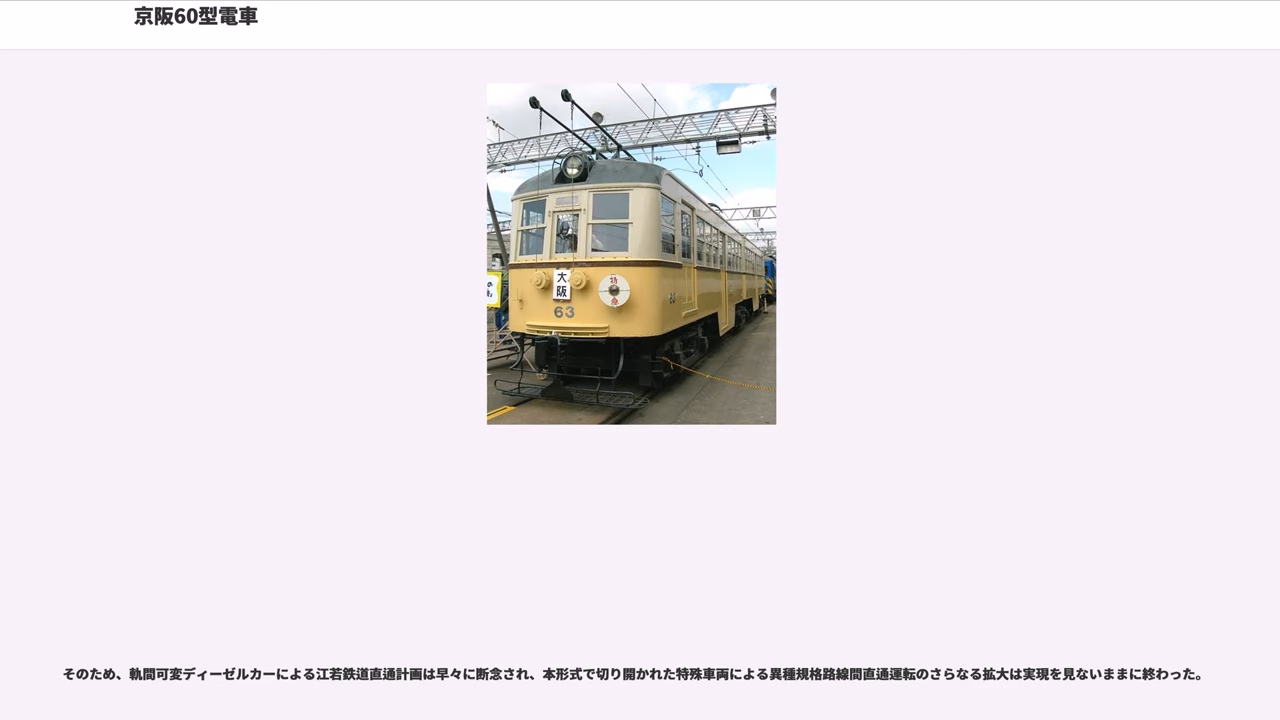 京阪60型電車
大
阪
63
そのため、軌間可変ディーゼルカーによる江若鉄道直通計画は早々に断念され、本形式で切り開かれた特殊車両による異種規格路線間直通運転のさらなる拡大は実現を見ないままに終わった。